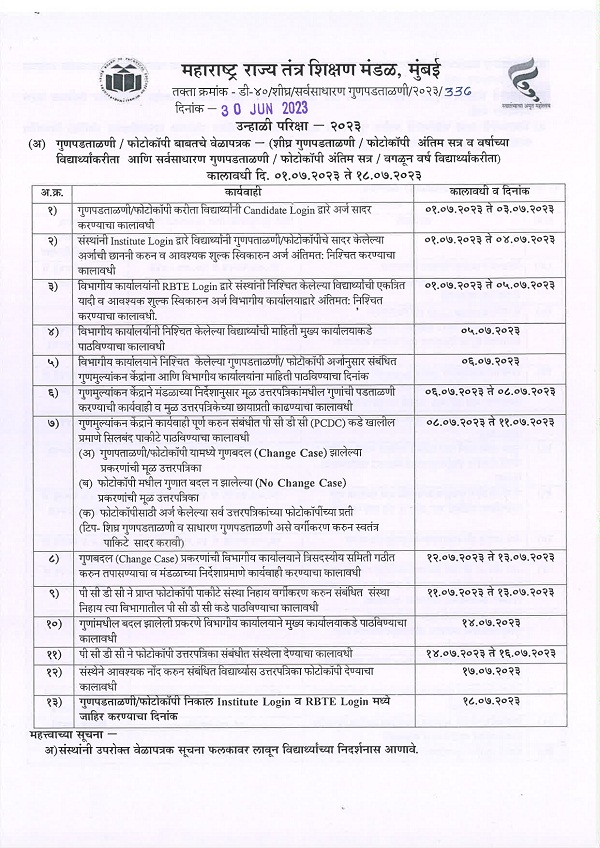 महाराष्ट्र राज्य तंत्र शिक्षण मंडळ, मुंबई
तक्ता क्रमांक - डी-४०/शीघ्र/सर्वसाधारण गुणपडताळणी/२०२३/336
दिनांक – 30 JUN 2023
उन्हाळी परिक्षा – २०२३
(अ) गुणपडताळणी / फोटोकॉपी बाबतचे वेळापत्रक – (शीघ्र गुणपडताळणी / फोटोकॉपी अंतिम सत्र व वर्षाच्या
विद्यार्थ्यांकरीता आणि सर्वसाधारण गुणपडताळणी / फोटोकॉपी अंतिम सत्र / वगळून वर्ष विद्यार्थ्यांकरीता)
कालावधी दि. ०१.०७.२०२३ ते १८.०७.२०२३
अ.क्र. कार्यवाही कालावधी व दिनांक
१) गुणपडताळणी/फोटोकॉपी करीता विद्यार्थ्यांनी Candidate Login द्वारे अर्ज सादर ०१.०७.२०२३ ते ०३.०७.२०२३
करण्याचा कालावधी
२) संस्थांनी Institute Login द्वारे विद्यार्थ्यांनी गुणपताळणी/फोटोकॉपीचे सादर केलेल्या ०१.०७.२०२३ ते ०४.०७.२०२३
अर्जाची छाननी करुन व आवश्यक शुल्क स्विकारुन अर्ज अंतिमत: निश्चित करण्याचा
कालावधी
३) विभागीय कार्यालयांनी RBTE Login द्वारे संस्थांनी निश्चित केलेल्या विद्यार्थ्यांची एकत्रित ०१.०७.२०२३ ते ०५.०७.२०२३
यादी व आवश्यक शुल्क स्विकारुन अर्ज विभागीय कार्यालयाद्वारे अंतिमत: निश्चित
करण्याचा कालावधी.
४) विभागीय कार्यालयींनी निश्चित केलेल्या विद्यार्थ्यांची माहिती मुख्य कार्यालयाकडे ०५.०७.२०२३
पाठविण्याचा कालावधी
५) विभागीय कार्यालयाने निश्चित केलेल्या गुणपडताळणी/ फोटोकॉपी अर्जानुसार संबंधित ०६.०७.२०२३
गुणमुल्यांकन केंद्रांना आणि विभागीय कार्यालयांना माहिती पाठविण्याचा दिनांक
६) गुणमुल्यांकन केंद्राने मंडळाच्या निर्देशानुसार मूळ उत्तरपत्रिकांमधील गुणांची पडताळणी ०६.०७.२०२३ ते ०८.०७.२०२३
करण्याची कार्यवाही व मुळ उत्तरपत्रिकेच्या छायाप्रती काढण्याचा कालावधी
७) गुणमुल्यांकन केंद्राने कार्यवाही पूर्ण करुन संबंधीत पी सी डी सी (PCDC) कडे खालील ०८.०७.२०२३ ते ११.०७.२०२३
प्रमाणे सिलबंद पाकीटे पाठविण्याचा कालावधी
(अ) गुणपताळणी/फोटोकॉपी यामध्ये गुणबदल (Change Case) झालेल्या
प्रकरणांची मूळ उत्तरपत्रिका
(ब) फोटोकॉपी मधील गुणात बदल न झालेल्या (No Change Case)
प्रकरणांची मूळ उत्तरपत्रिका
(क) फोटोकॉपीसाठी अर्ज केलेल्या सर्व उत्तरपत्रिकांच्या फोटोकॉपींच्या प्रती
(टिप- शिघ्र गुणपडताळणी व साधारण गुणपडताळणी असे वर्गीकरण करुन स्वतंत्र
पाकिटे सादर करावी)
८) गुणबदल (Change Case) प्रकरणांची विभागीय कार्यालयाने त्रिसदस्यीय समिती गठीत १२.०७.२०२३ ते १३.०७.२०२३
करुन तपासण्याचा व मंडळाच्या निर्देशाप्रमाणे कार्यवाही करण्याचा कालावधी
९) पी सी डी सी ने प्राप्त फोटोकॉपी पाकीटे संस्था निहाय वर्गीकरण करुन संबंधित संस्था ११.०७.२०२३ ते १३.०७.२०२३
निहाय त्या विभागातील पी सी डी सी कडे पाठविण्याचा कालावधी
१०) गुणांमधील बदल झालेली प्रकरणे विभागीय कार्यालयाने मुख्य कार्यालयाकडे पाठविण्याचा १४.०७.२०२३
कालावधी
११) पी सी डी सी ने फोटोकॉपी उत्तरपत्रिका संबंधीत संस्थेला देण्याचा कालावधी १४.०७.२०२३ ते १६.०७.२०२३
१२) संस्थेने आवश्यक नोंद करुन संबंधित विद्यार्थ्यास उत्तरपत्रिका फोटोकॉपी देण्याचा १७.०७.२०२३
कालावधी
१३) गुणपडताळणी/फोटोकॉपी निकाल Institute Login व RBTE Login मध्ये १८.०७.२०२३
जाहिर करण्याचा दिनांक
महत्त्वाच्या सूचना –
अ)संस्थांनी उपरोक्त वेळापत्रक सूचना फलकावर लावून विद्यार्थ्यांच्या निदर्शनास आणावे.